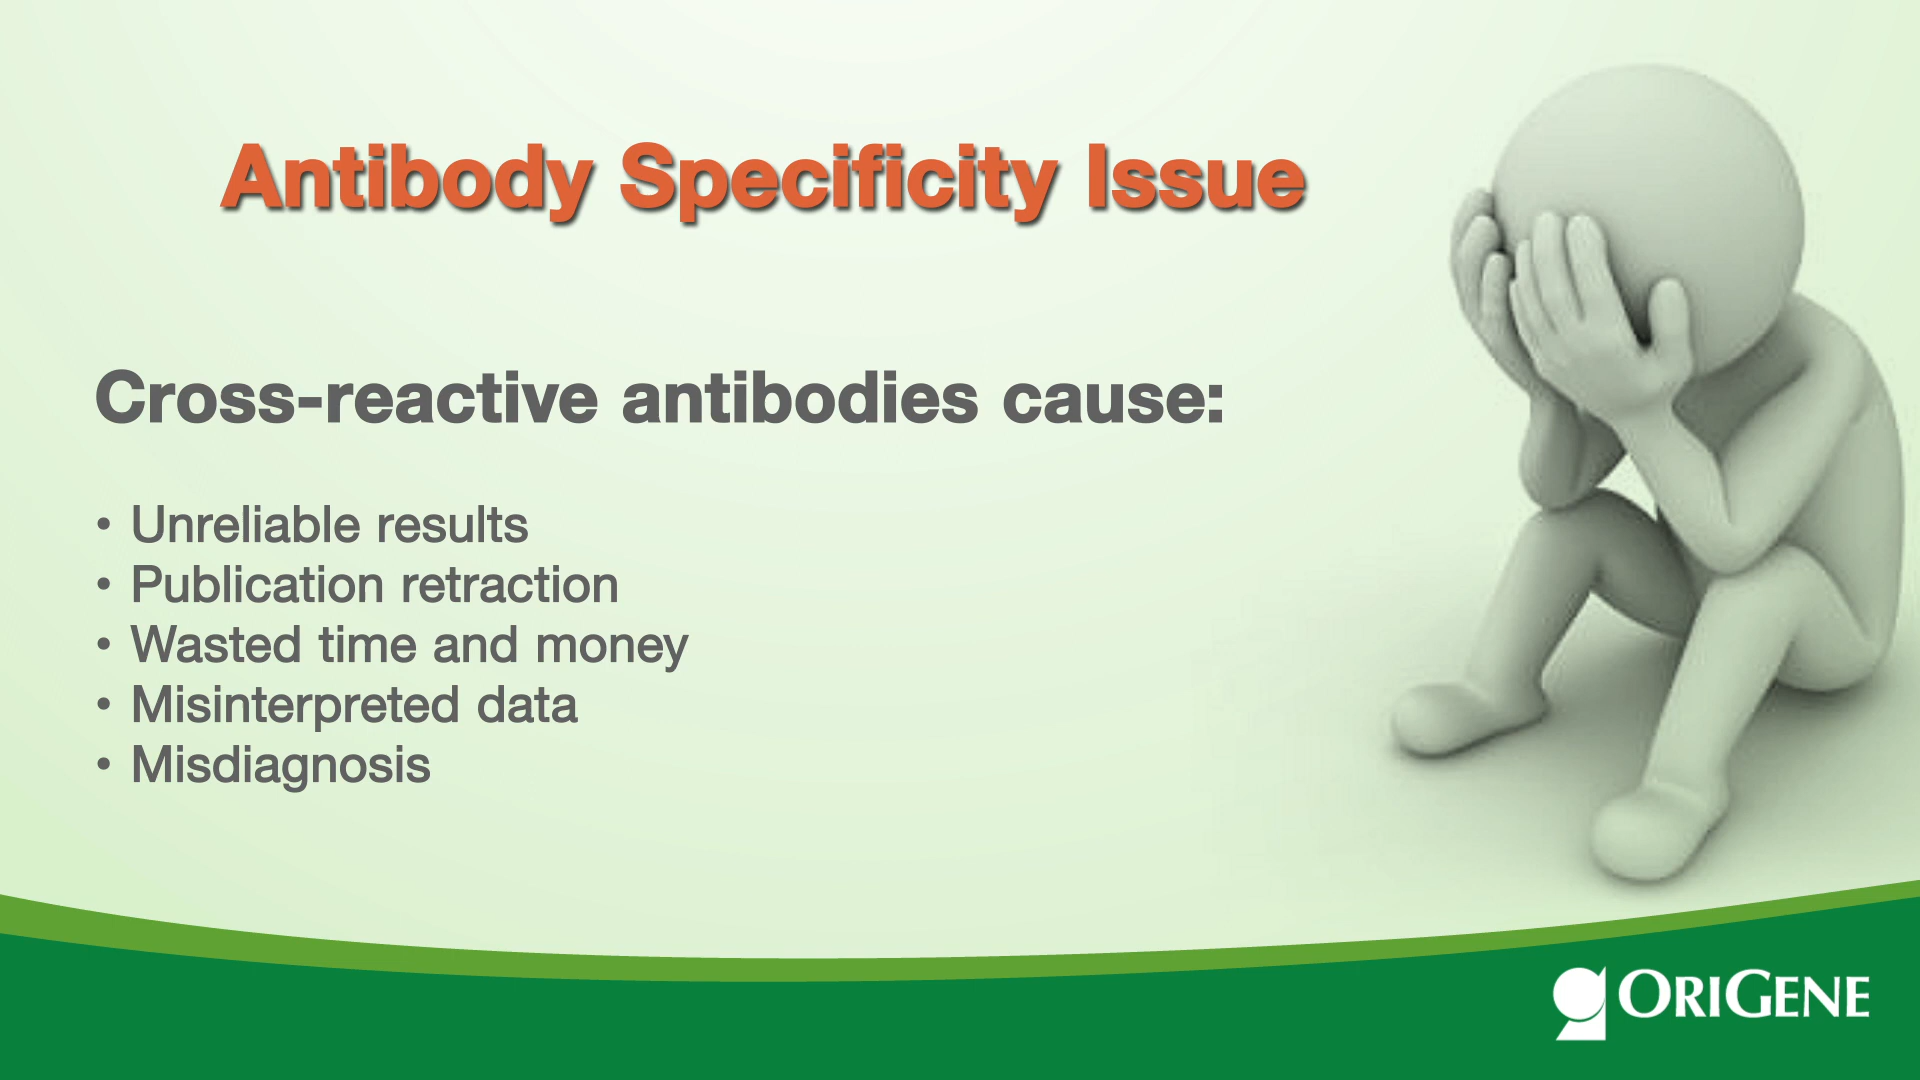 Antibody Specificity Issue
Cross-reactive antibodies cause:
• Unreliable results
• Publication retraction
• Wasted time and money
• Misinterpreted data
• Misdiagnosis
ORIGENE